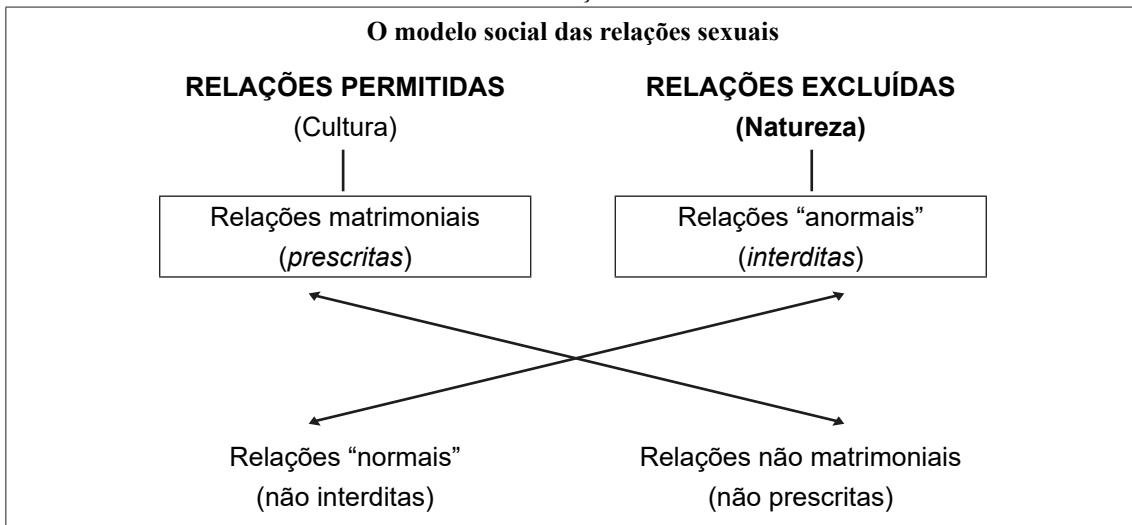 O modelo social das relações sexuais
RELAÇÕES PERMITIDAS
(Cultura)
RELAÇÕES EXCLUÍDAS
(Natureza)
Relações matrimoniais
(prescritas)
Relações “anormais”
(interditas)
Relações “normais”
(não interditas)
Relações não matrimoniais
(não prescritas)